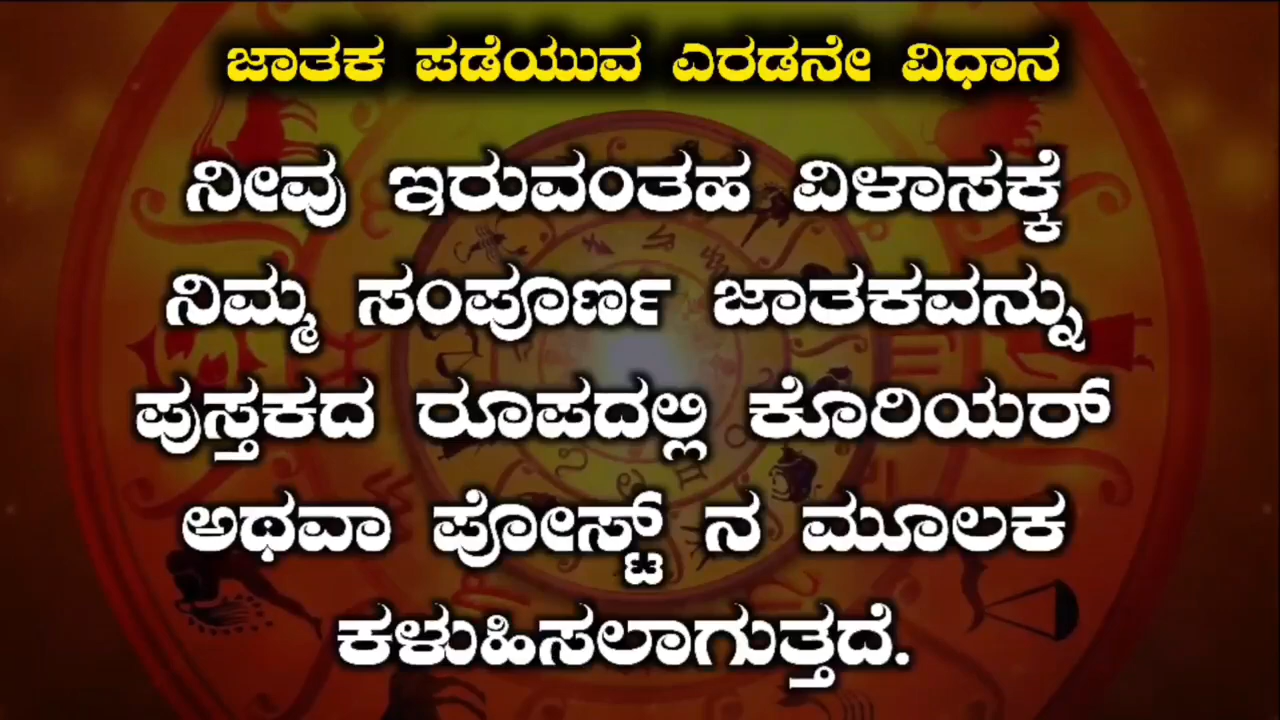 ಜಾತಕ ಪಡೆಯುವ ಎರಡನೇ ವಿಧಾನ
ನೀವು ಇರುವಂತಹ ವಿಳಾಸಕ್ಕೆ
ನಿಮ್ಮ ಸಂಪೂರ್ಣ ಜಾತಕವನ್ನು
ಪುಸ್ತಕದ ರೂಪದಲ್ಲಿ ಕೊರಿಯರ್
ಅಥವಾ ಪೋಸ್ಟ್ ನ ಮೂಲಕ
ಕಳುಹಿಸಲಾಗುತ್ತದೆ.